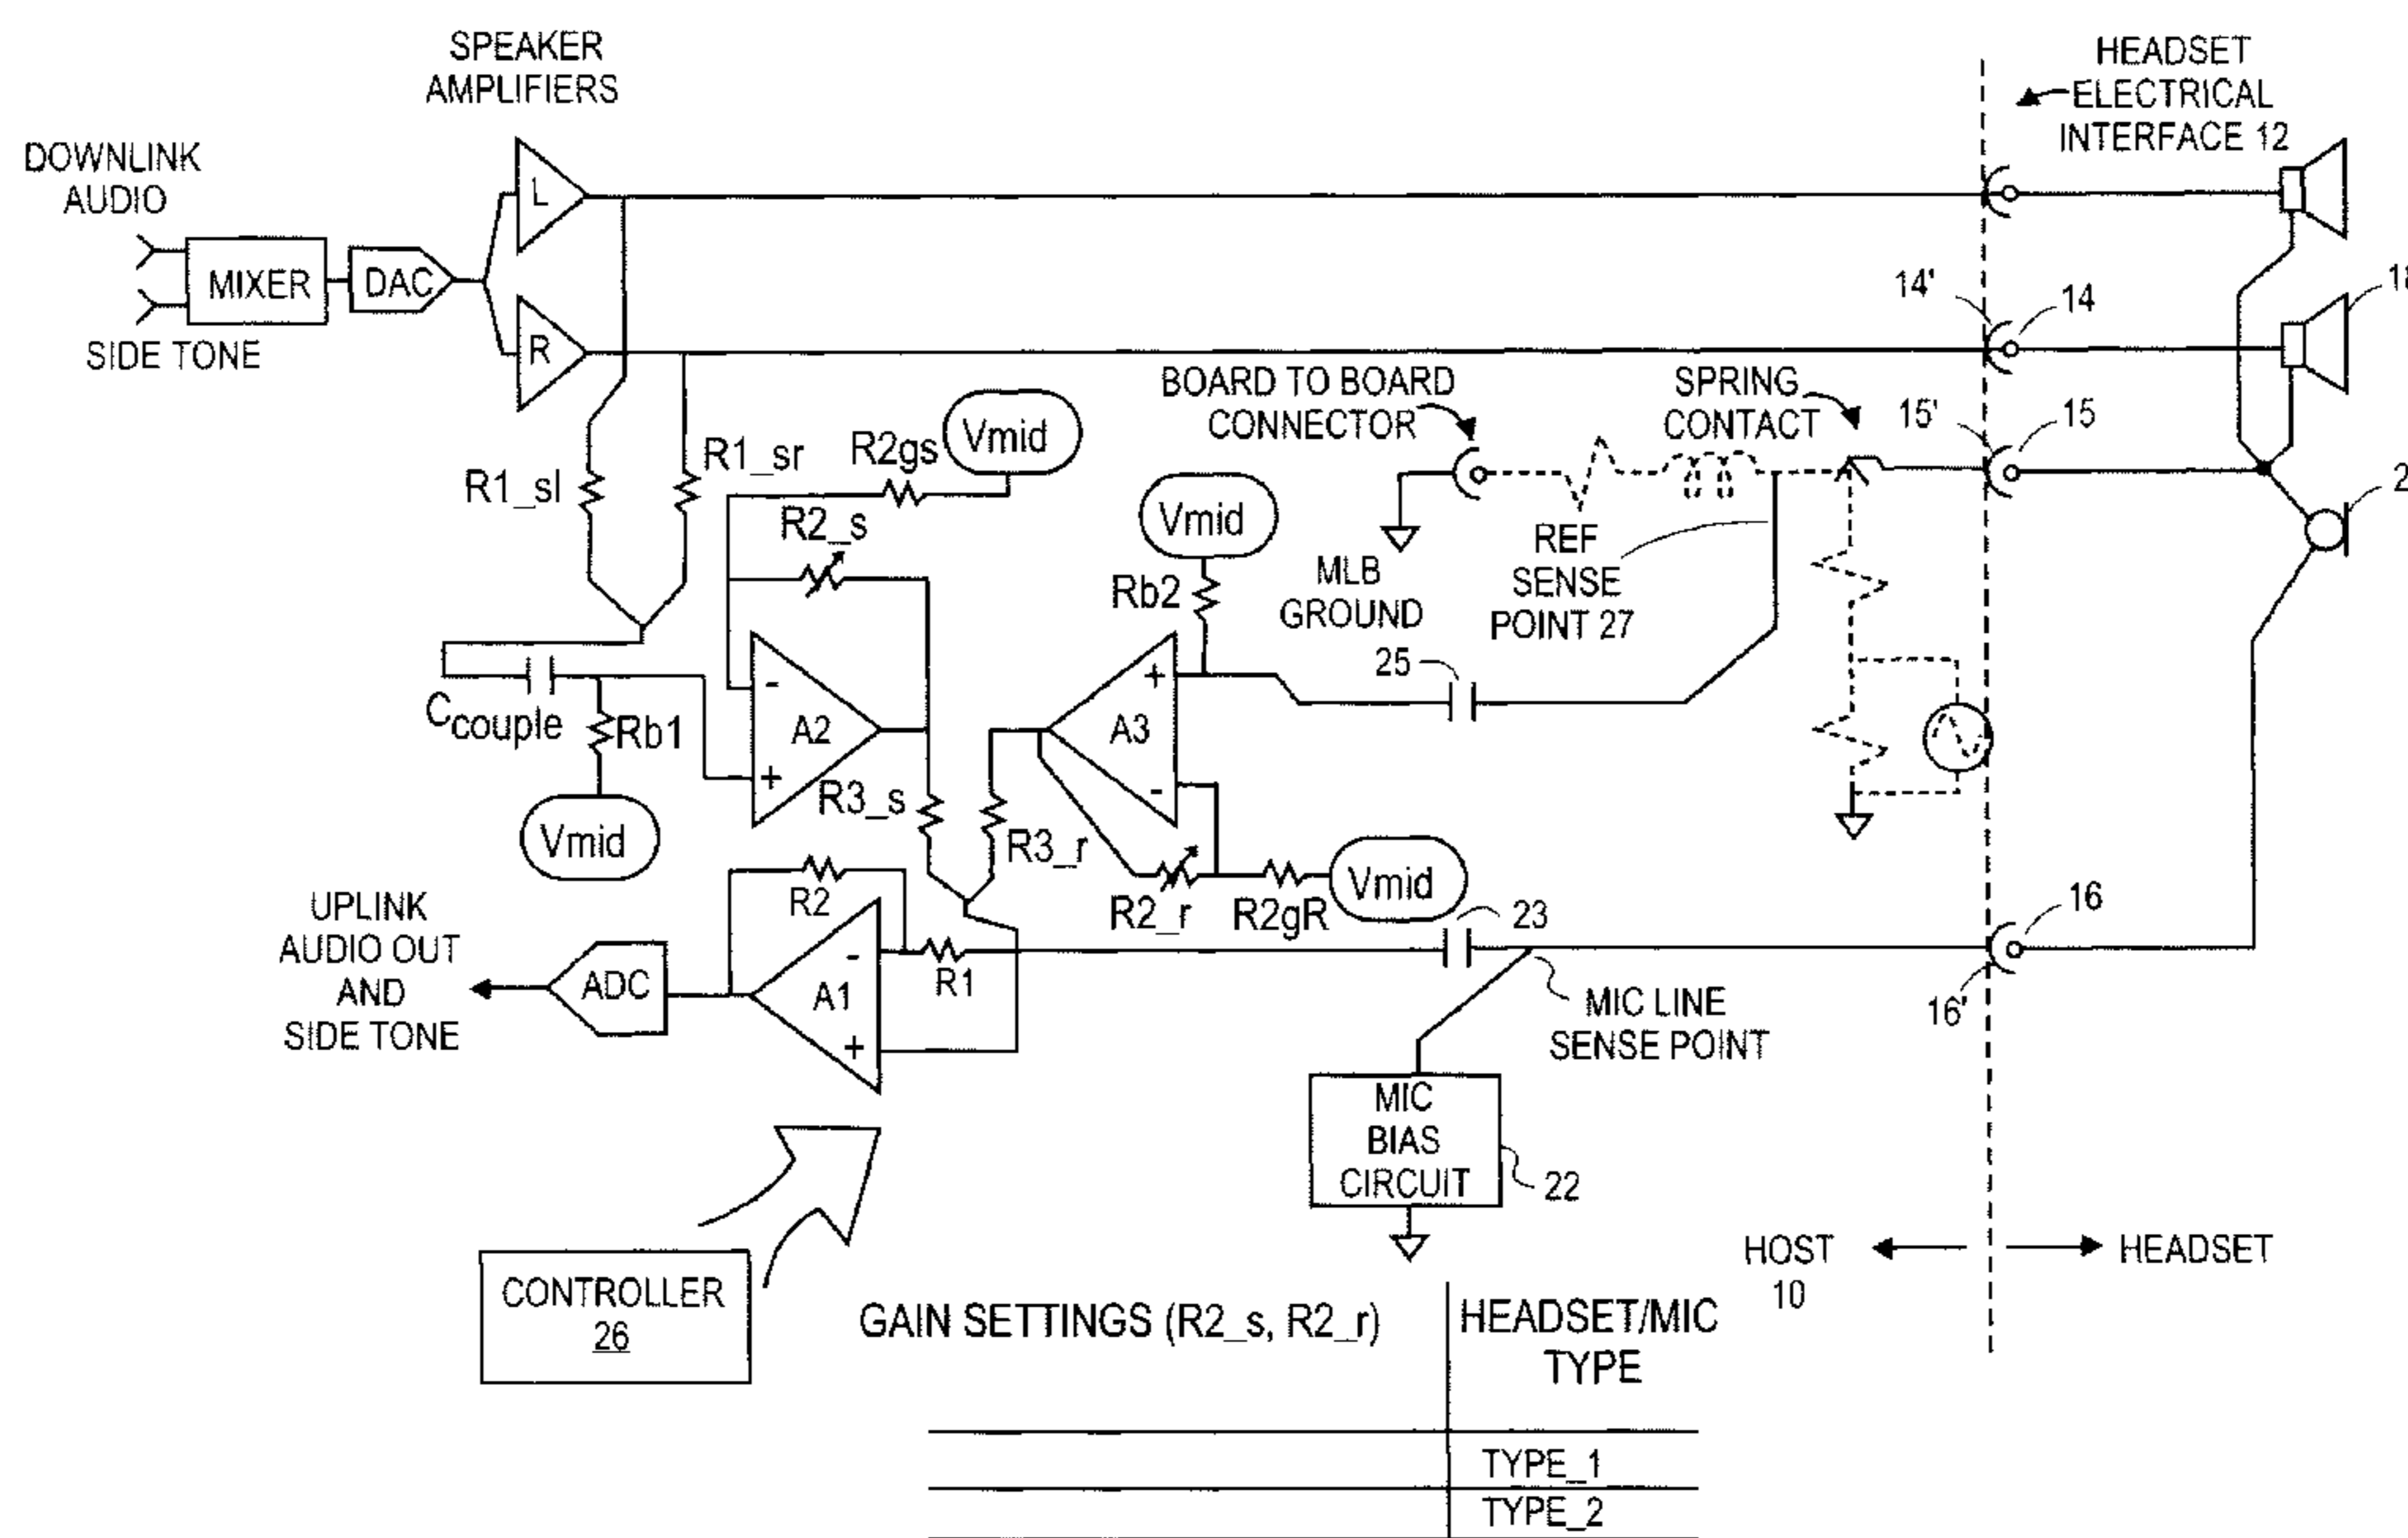 SPEAKER
AMPLIFIERS
HEADSET
ELECTRICAL
INTERFACE 12
DOWNLINK
AUDIO
L
MIXER
DAC
SIDE TONE
R
14'
14
BOARD TO BOARD
CONNECTOR
SPRING
CONTACT
15'
15
Vmid
R2gs
R1_sr
R1_sl
R2_s
Vmid
Rb2
MLB
GROUND
REF
SENSE
POINT 27
25
Ccouple
Rb1
-
A2
+
+
A3
-
Vmid
R3_s
R3_r
R2_r
R2gR
Vmid
R2
UPLINK
AUDIO OUT
AND
SIDE TONE
ADC
A1
-
+
R1
23
16
16'
MIC LINE
SENSE POINT
MIC
BIAS
CIRCUIT
22
CONTROLLER
26
HOST
10
HEADSET
GAIN SETTINGS (R2_s, R2_r)
HEADSET/MIC
TYPE
TYPE_1
TYPE_2